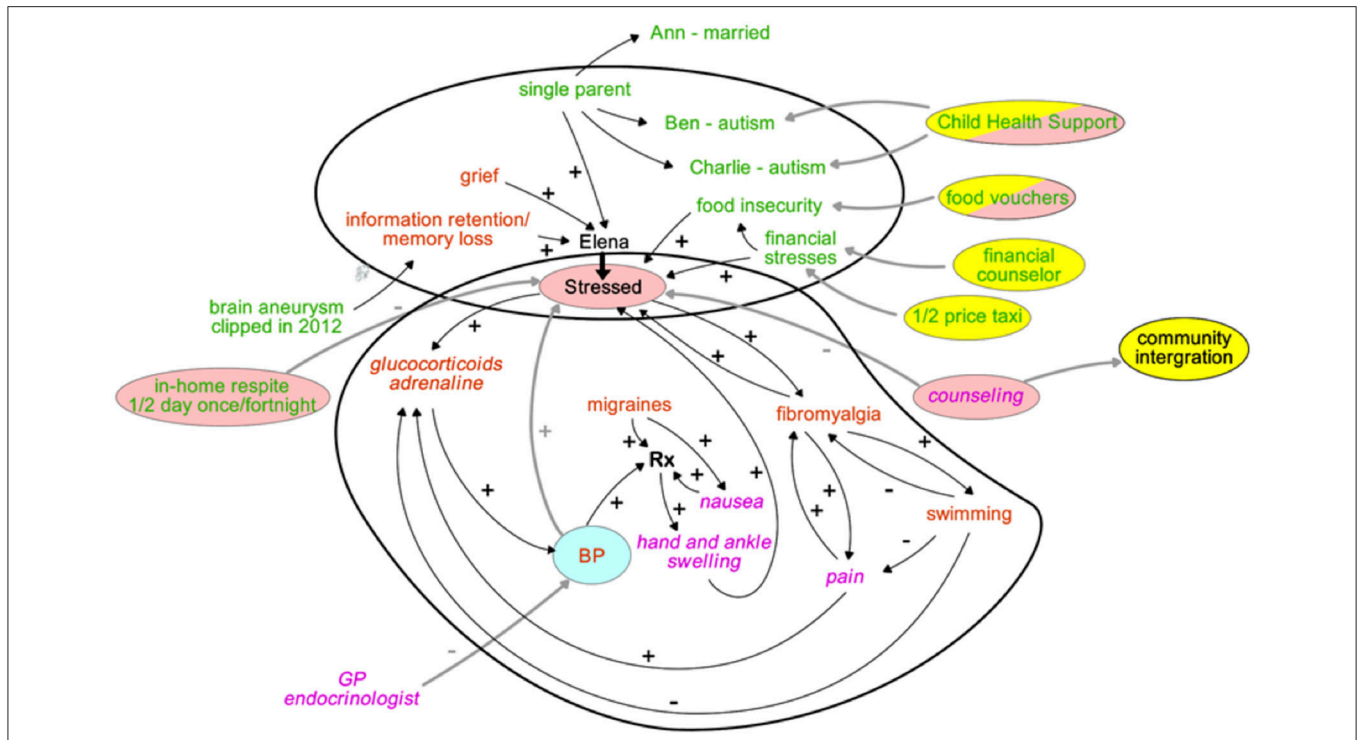 Ann - married
single parent
Ben - autism
Child Health Support
Charlie - autism
grief
food insecurity
food vouchers
information retention/
memory loss
Elena
financial
stresses
financial
counselor
Stressed
brain aneurysm
clipped in 2012
1/2 price taxi
community
intergration
glucocorticoids
adrenaline
in-home respite
1/2 day once/fortnight
counseling
migraines
fibromyalgia
Rx
nausea
swimming
hand and ankle
swelling
BP
pain
GP
endocrinologist
+
+
+
+
+
-
+
+
+
-
+
+
+
+
+
+
+
+
-
+
+
+
-
+
-
-